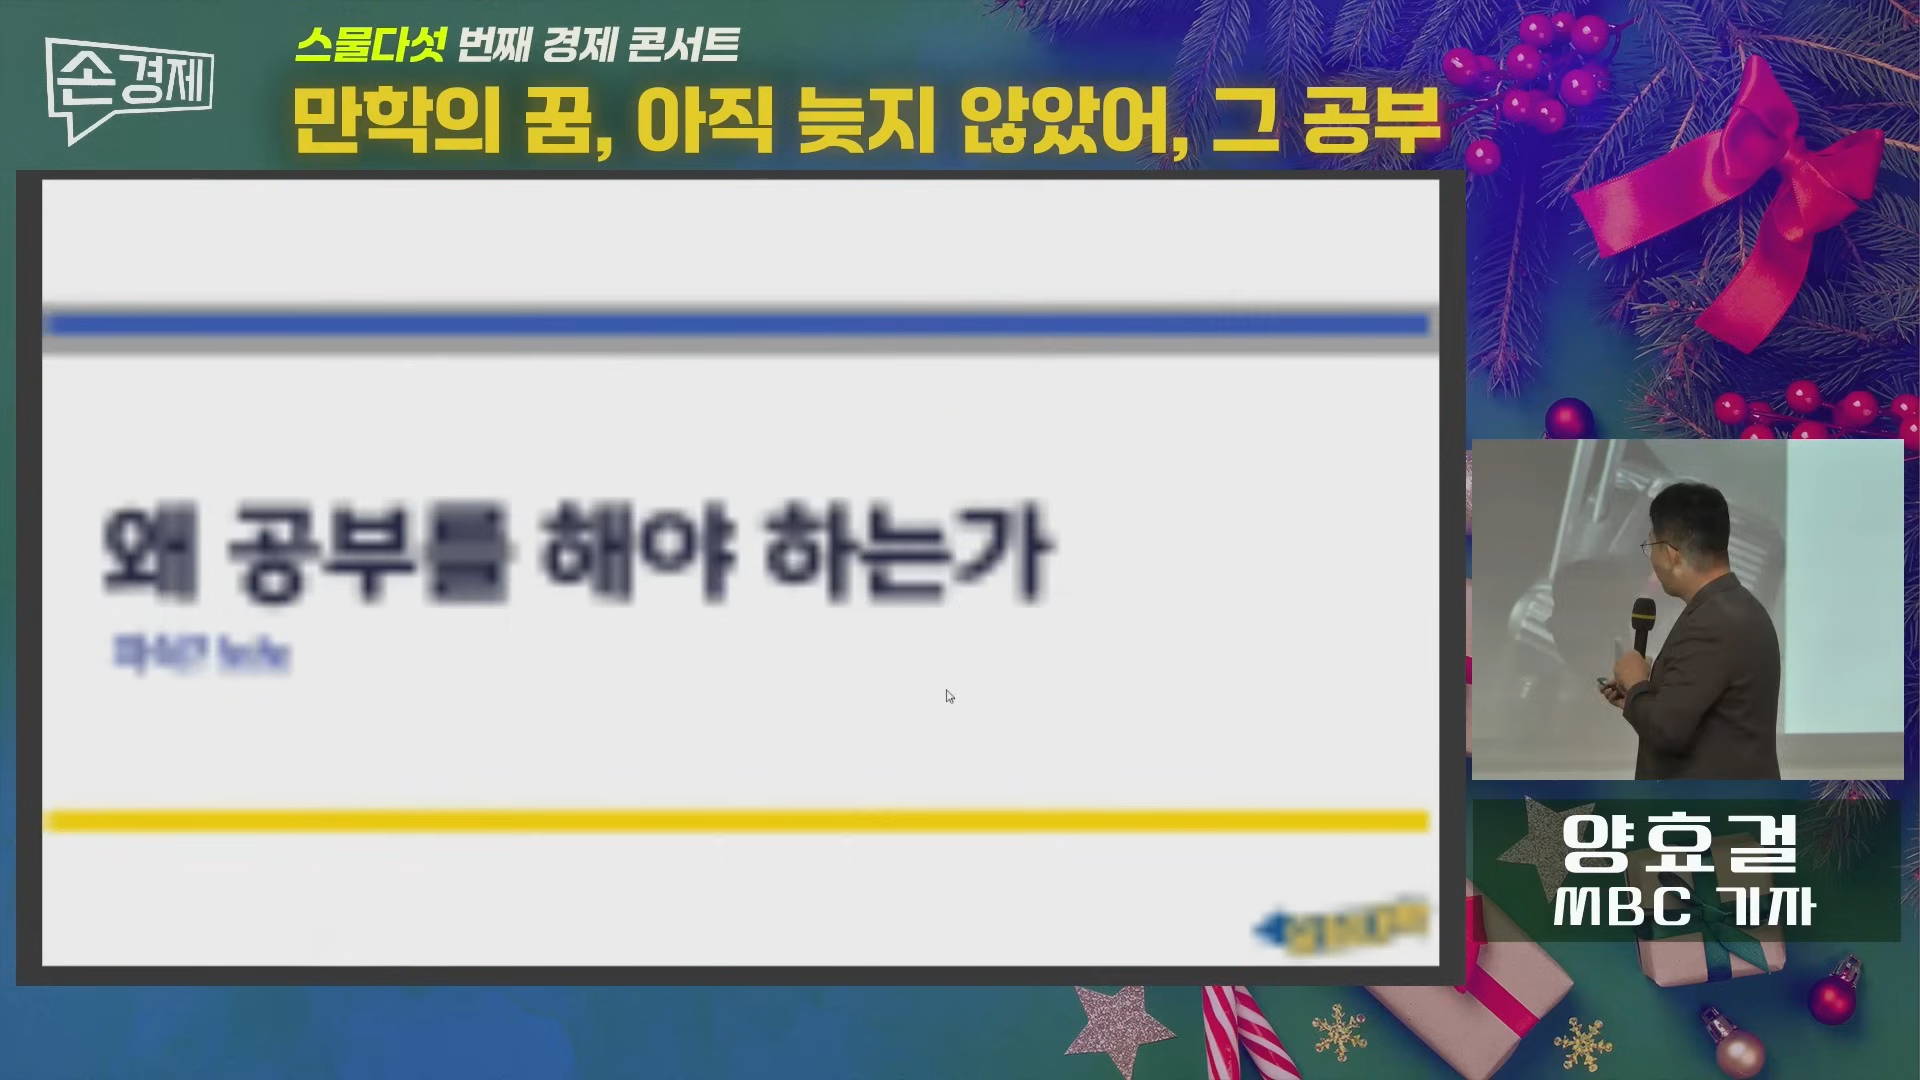 손경제
스물다섯 번째 경제 콘서트
만학의 꿈, 아직 늦지 않았어, 그 공부
왜 공부를 해야 하는가
양효걸
MBC 기자